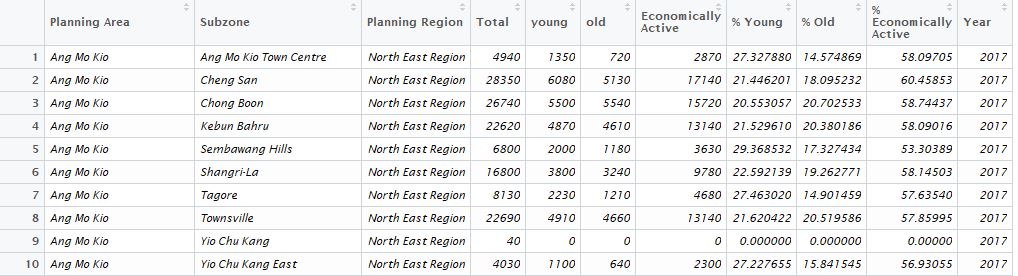 Planning Area Subzone Planning Region Total young old Economically Active % Young % Old % Economically Active Year
1 Ang Mo Kio Ang Mo Kio Town Centre North East Region 4940 1350 720 2870 27.327880 14.574869 58.09705 2017
2 Ang Mo Kio Cheng San North East Region 28350 6080 5130 17140 21.446201 18.095232 60.45853 2017
3 Ang Mo Kio Chong Boon North East Region 26740 5500 5540 15720 20.553057 20.702533 58.74437 2017
4 Ang Mo Kio Kebun Bahru North East Region 22620 4870 4610 13140 21.529610 20.380186 58.09016 2017
5 Ang Mo Kio Sembawang Hills North East Region 6800 2000 1180 3630 29.368532 17.327434 53.30389 2017
6 Ang Mo Kio Shangri-La North East Region 16800 3800 3240 9780 22.592139 19.262771 58.14503 2017
7 Ang Mo Kio Tagore North East Region 8130 2230 1210 4680 27.463020 14.901459 57.63540 2017
8 Ang Mo Kio Townsville North East Region 22690 4910 4660 13140 21.620422 20.519586 57.85995 2017
9 Ang Mo Kio Yio Chu Kang North East Region 40 0 0 0 0.000000 0.000000 0.00000 2017
10 Ang Mo Kio Yio Chu Kang East North East Region 4030 1100 640 2300 27.227655 15.841545 56.93055 2017